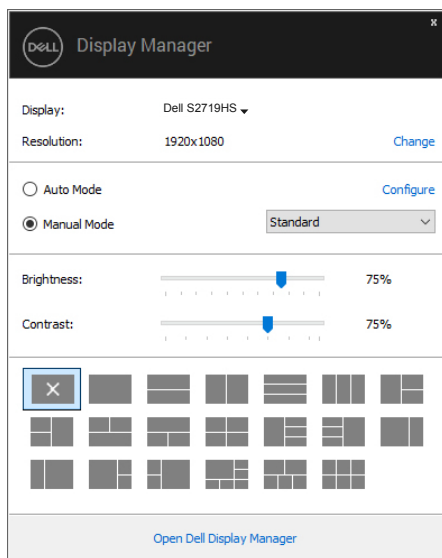 x
DELL Display Manager
Display: Dell S2719HS
Resolution: 1920x1080 Change
Auto Mode Configure
Manual Mode Standard
Brightness: 75%
Contrast: 75%
Open Dell Display Manager